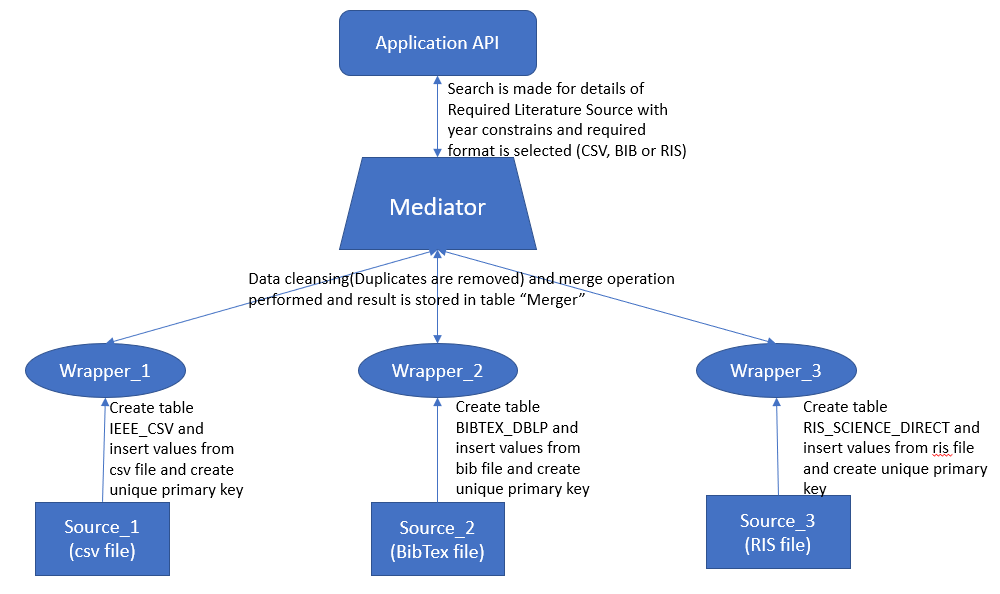 Application API
Search is made for details of
Required Literature Source with
year constrains and required
format is selected (CSV, BIB or RIS)
Mediator
Data cleansing(Duplicates are removed) and merge operation
performed and result is stored in table “Merger”
Wrapper_1
Wrapper_2
Wrapper_3
Create table
IEEE_CSV and
insert values from
csv file and create
unique primary key
Create table
BIBTEX_DBLP and
insert values from
bib file and create
unique primary key
Create table
RIS_SCIENCE_DIRECT and
insert values from ris file
and create unique primary
key
Source_1
(csv file)
Source_2
(BibTex file)
Source_3
(RIS file)